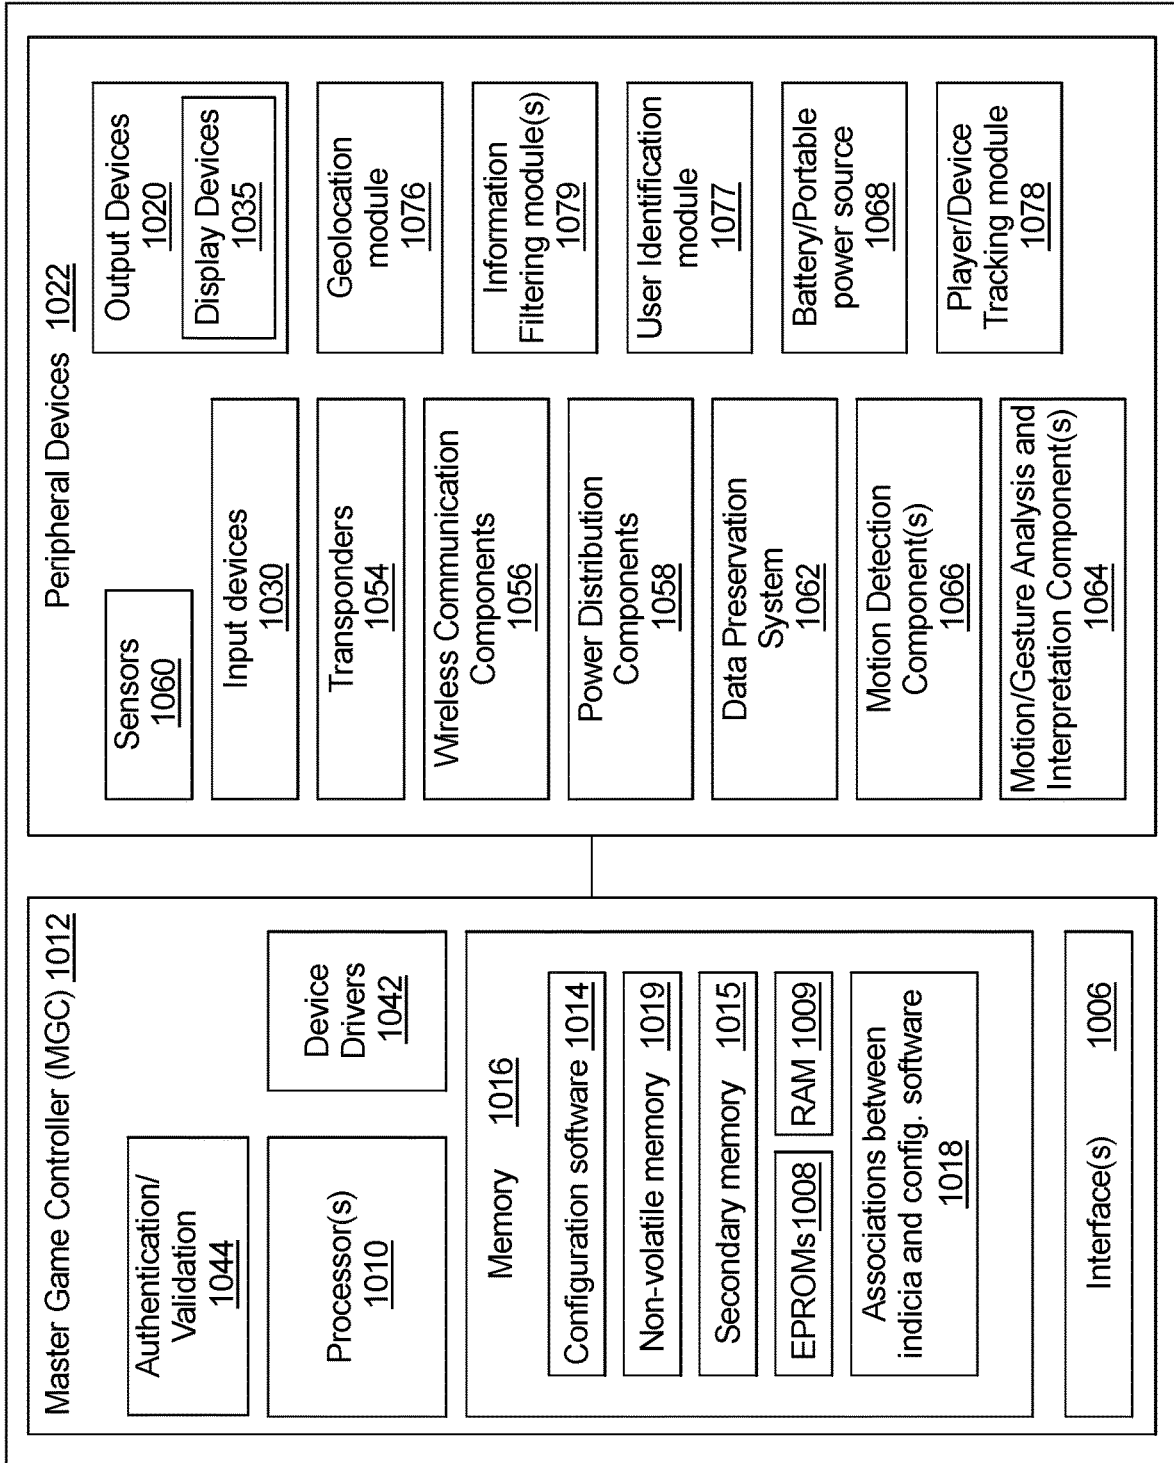 Master Game Controller (MGC) 1012
Authentication/
Validation
1044
Processor(s)
1010
Device
Drivers
1042
Memory 1016
Configuration software 1014
Non-volatile memory 1019
Secondary memory 1015
EPROMs1008
RAM 1009
Associations between
indicia and config. software
1018
Interface(s) 1006
Peripheral Devices 1022
Sensors
1060
Input devices
1030
Transponders
1054
Wireless Communication
Components
1056
Power Distribution
Components
1058
Data Preservation
System
1062
Motion Detection
Component(s)
1066
Motion/Gesture Analysis and
Interpretation Component(s)
1064
Output Devices
1020
Display Devices
1035
Geolocation
module
1076
Information
Filtering module(s)
1079
User Identification
module
1077
Battery/Portable
power source
1068
Player/Device
Tracking module
1078